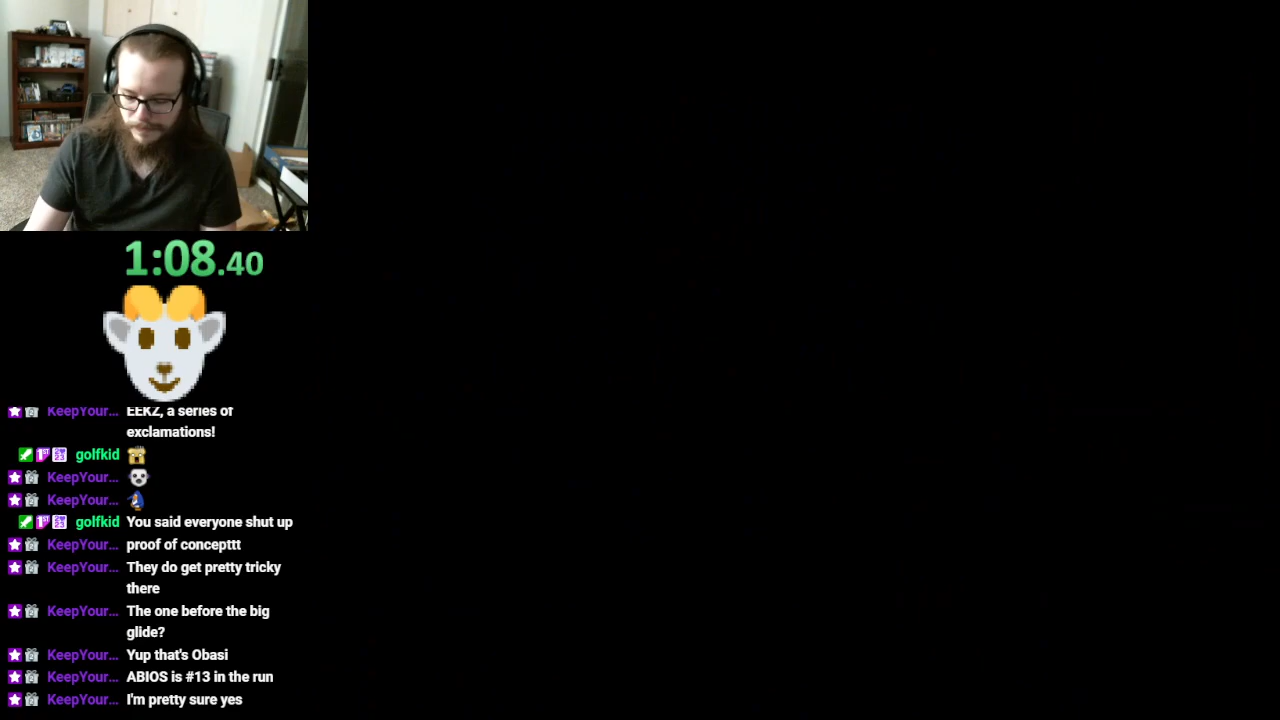 1:08.40
KeepYour... EEKZ, a series of
exclamations!
golfkid
KeepYour...
KeepYour...
golfkid You said everyone shut up
KeepYour... proof of concepttt
KeepYour... They do get pretty tricky
there
KeepYour... The one before the big
glide?
KeepYour... Yup that's Obasi
KeepYour... ABIOS is #13 in the run
KeepYour... I'm pretty sure yes